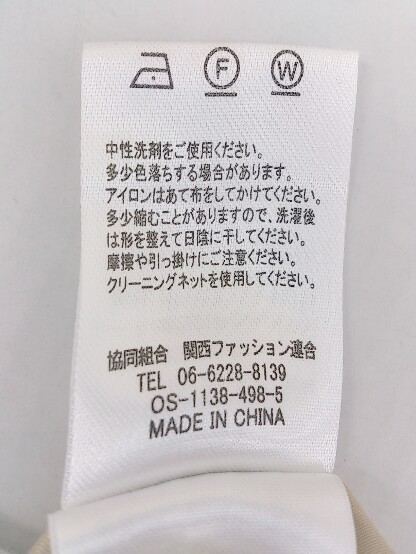 F W
中性洗剤をご使用ください。
多少色落ちする場合があります。
アイロンはあて布をしてかけてください。
多少縮むことがありますので、洗濯後
は形を整えて日陰に干してください。
摩擦や引っ掛けにご注意ください。
クリーニングネットを使用してください。
協同組合 関西ファッション連合
TEL 06-6228-8139
OS-1138-498-5
MADE IN CHINA